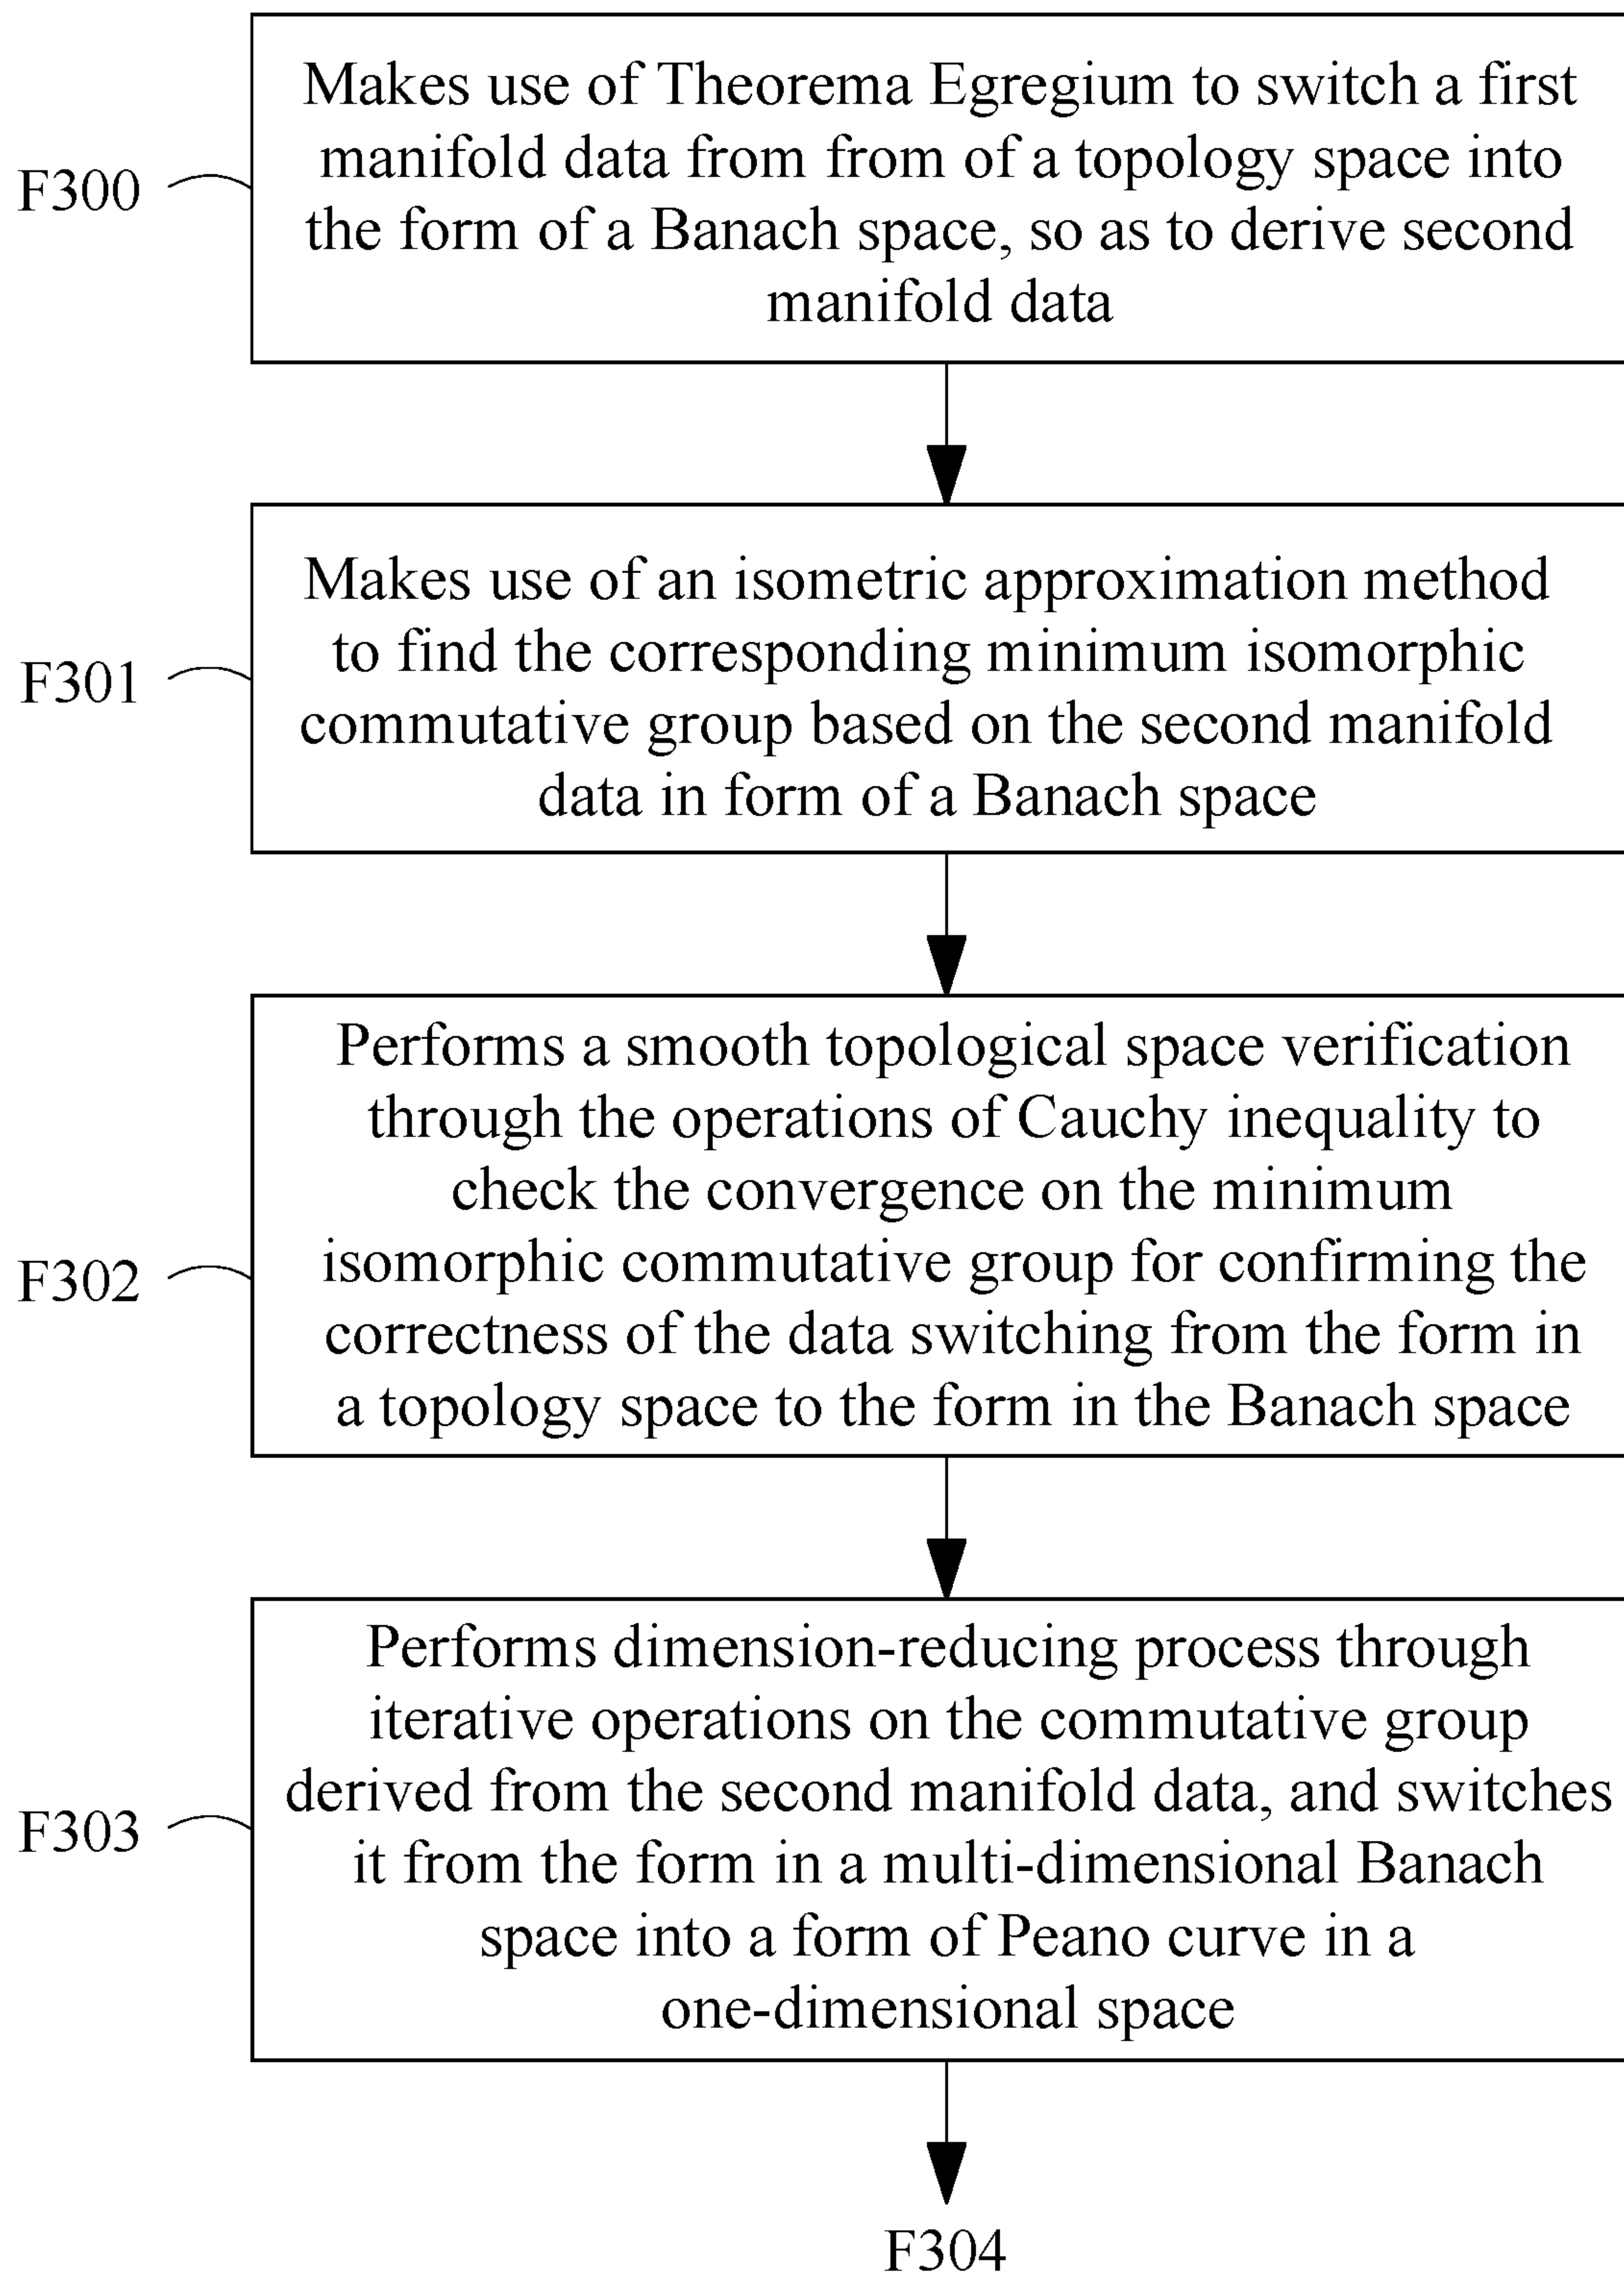 Makes use of Theorema Egregium to switch a first
manifold data from from of a topology space into
the form of a Banach space, so as to derive second
manifold data
F300
Makes use of an isometric approximation method
to find the corresponding minimum isomorphic
commutative group based on the second manifold
data in form of a Banach space
F301
Performs a smooth topological space verification
through the operations of Cauchy inequality to
check the convergence on the minimum
isomorphic commutative group for confirming the
correctness of the data switching from the form in
a topology space to the form in the Banach space
F302
Performs dimension-reducing process through
iterative operations on the commutative group
derived from the second manifold data, and switches
it from the form in a multi-dimensional Banach
space into a form of Peano curve in a
one-dimensional space
F303
F304